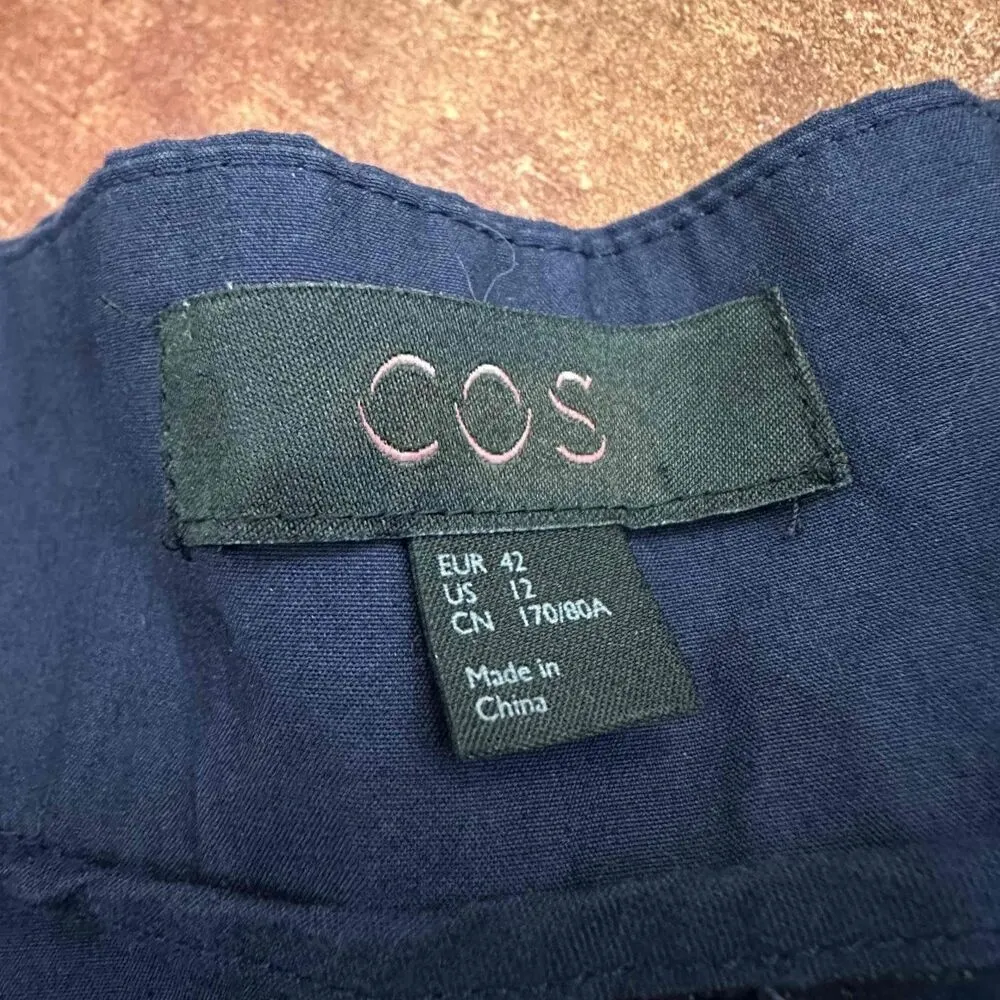 COS
EUR 42
US 12
CN 170/80A
Made in
China